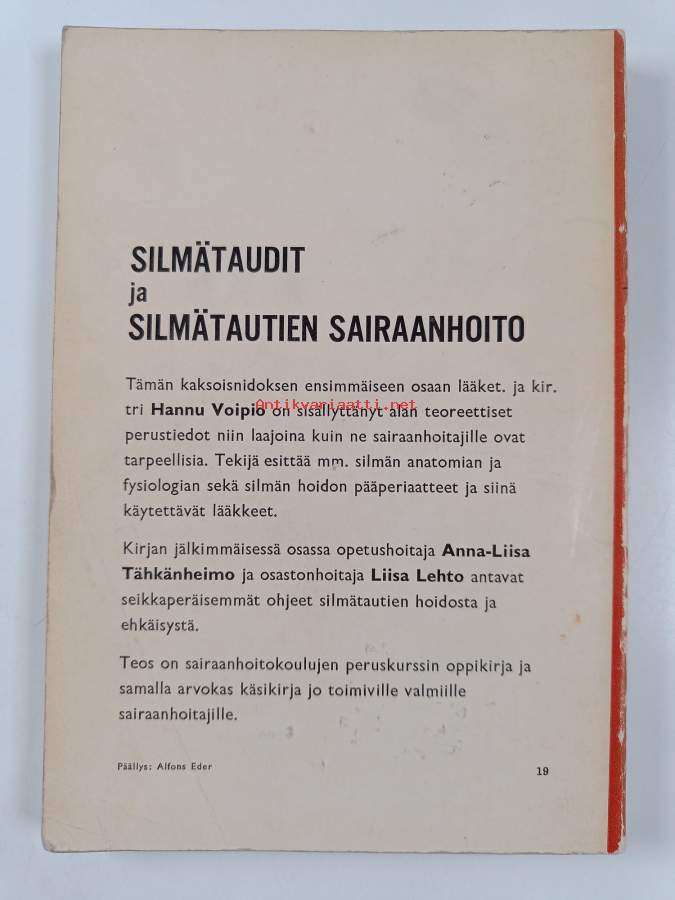 SILMÄTAUDIT
ja
SILMÄTAUTIEN SAIRAANHOITO
Tämän kaksoisnidoksen ensimmäiseen osaan lääket. ja kir.
tri Hannu Voipio on sisällyttänyt alan teoreettiset
Antikvariaatti.net
perustiedot niin laajoina kuin ne sairaanhoitajille ovat
tarpeellisia. Tekijä esittää mm. silmän anatomian ja
fysiologian sekä silmän hoidon pääperiaatteet ja siinä
käytettävät lääkkeet.
Kirjan jälkimmäisessä osassa opetushoitaja Anna-Liisa
Tähkänheimo ja osastonhoitaja Liisa Lehto antavat
seikkaperäisemmät ohjeet silmätautien hoidosta ja
ehkäisystä.
Teos on sairaanhoitokoulujen peruskurssin oppikirja ja
samalla arvokas käsikirja jo toimiville valmiille
sairaanhoitajille.
Päällys: Alfons Eder
19